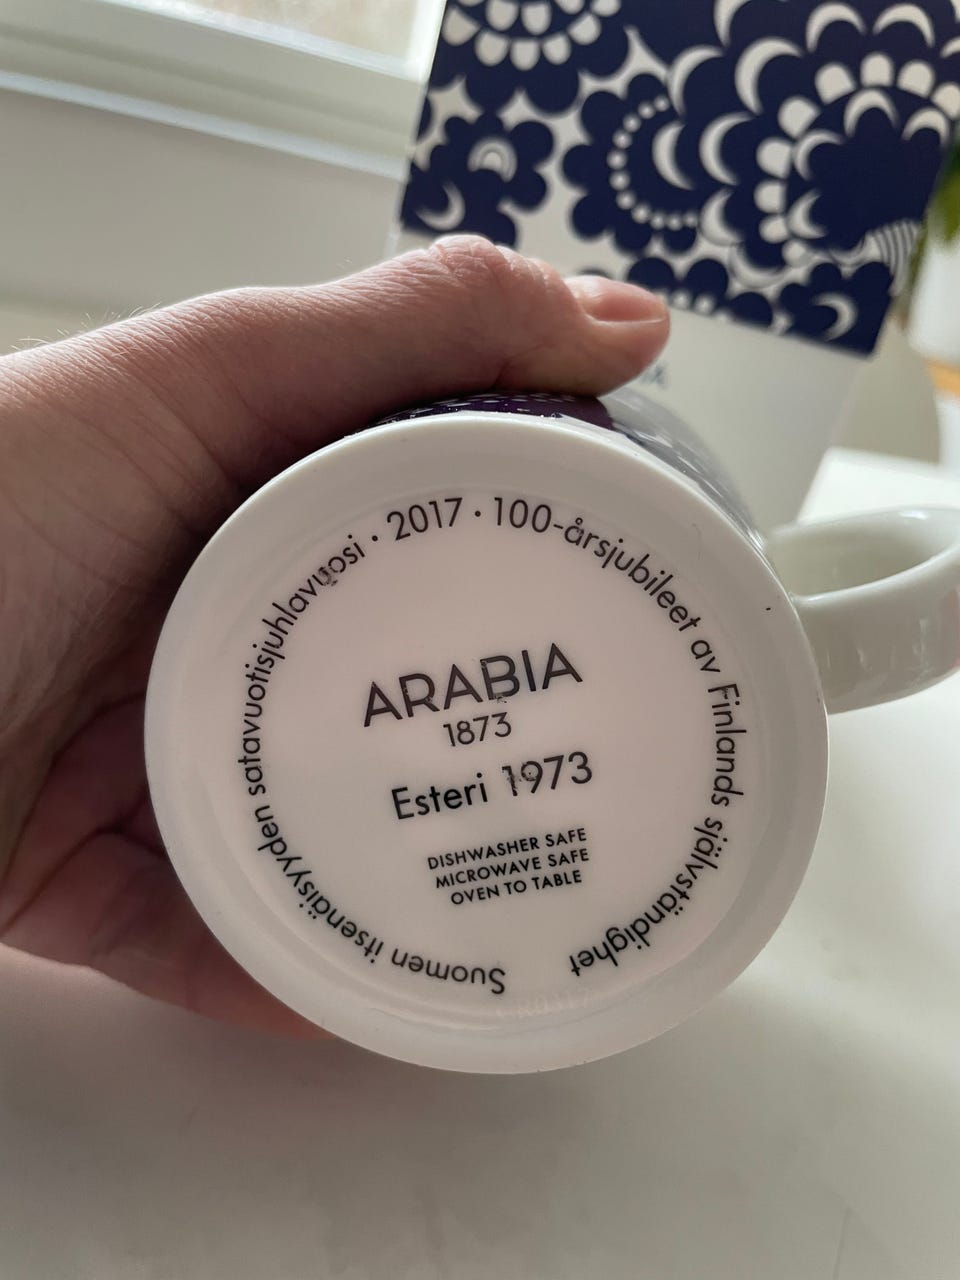 Suomen itsenäisyyden satavuotisjuhlavuosi · 2017 · 100-årsjubileet av Finlands självständighet
ARABIA
1873
Esteri 1973
DISHWASHER SAFE
MICROWAVE SAFE
OVEN TO TABLE